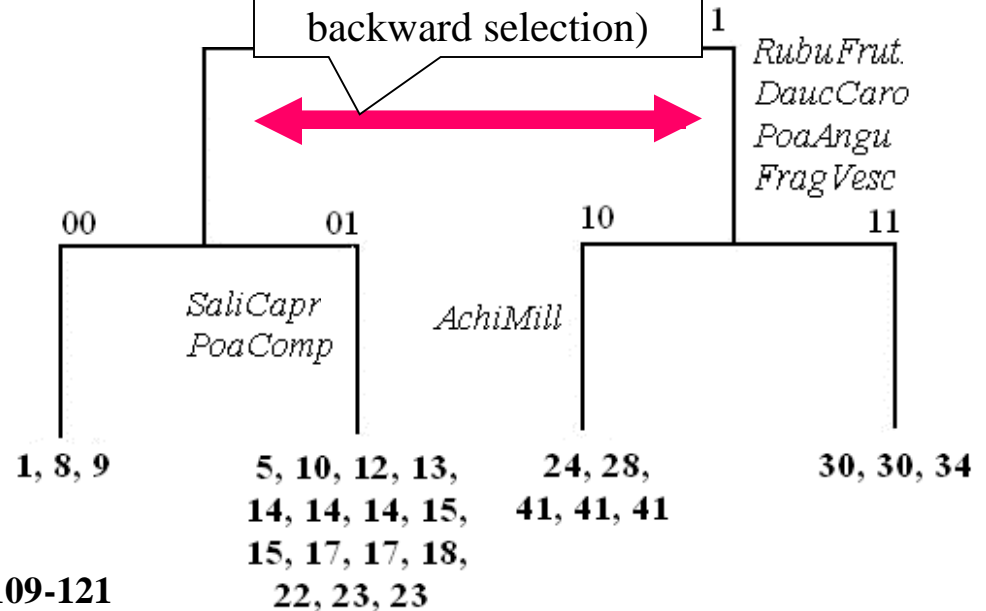 backward selection)
1
RubuFrut.
DaucCaro
PoaAngu
FragVesc
00
01
10
11
SaliCapr
PoaComp
AchiMill
1, 8, 9
5, 10, 12, 13,
14, 14, 14, 15,
15, 17, 17, 18,
22, 23, 23
24, 28,
41, 41, 41
30, 30, 34
109-121